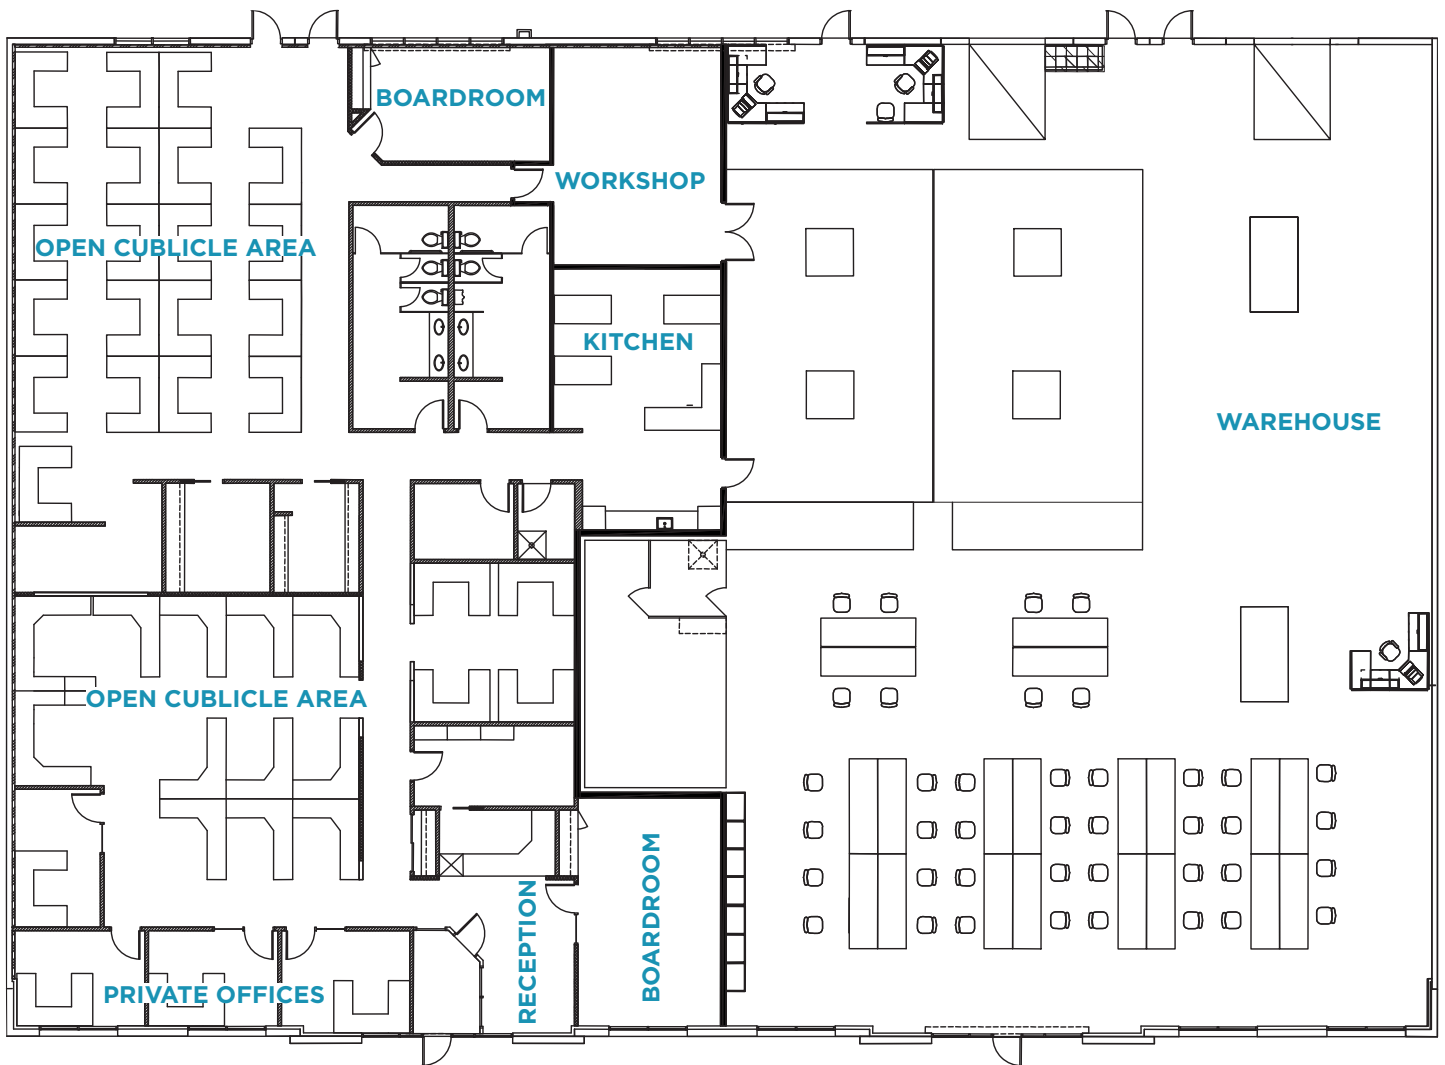 BOARDROOM
WORKSHOP
OPEN CUBLICLE AREA
KITCHEN
WAREHOUSE
OPEN CUBLICLE AREA
RECEPTION
BOARDROOM
PRIVATE OFFICES